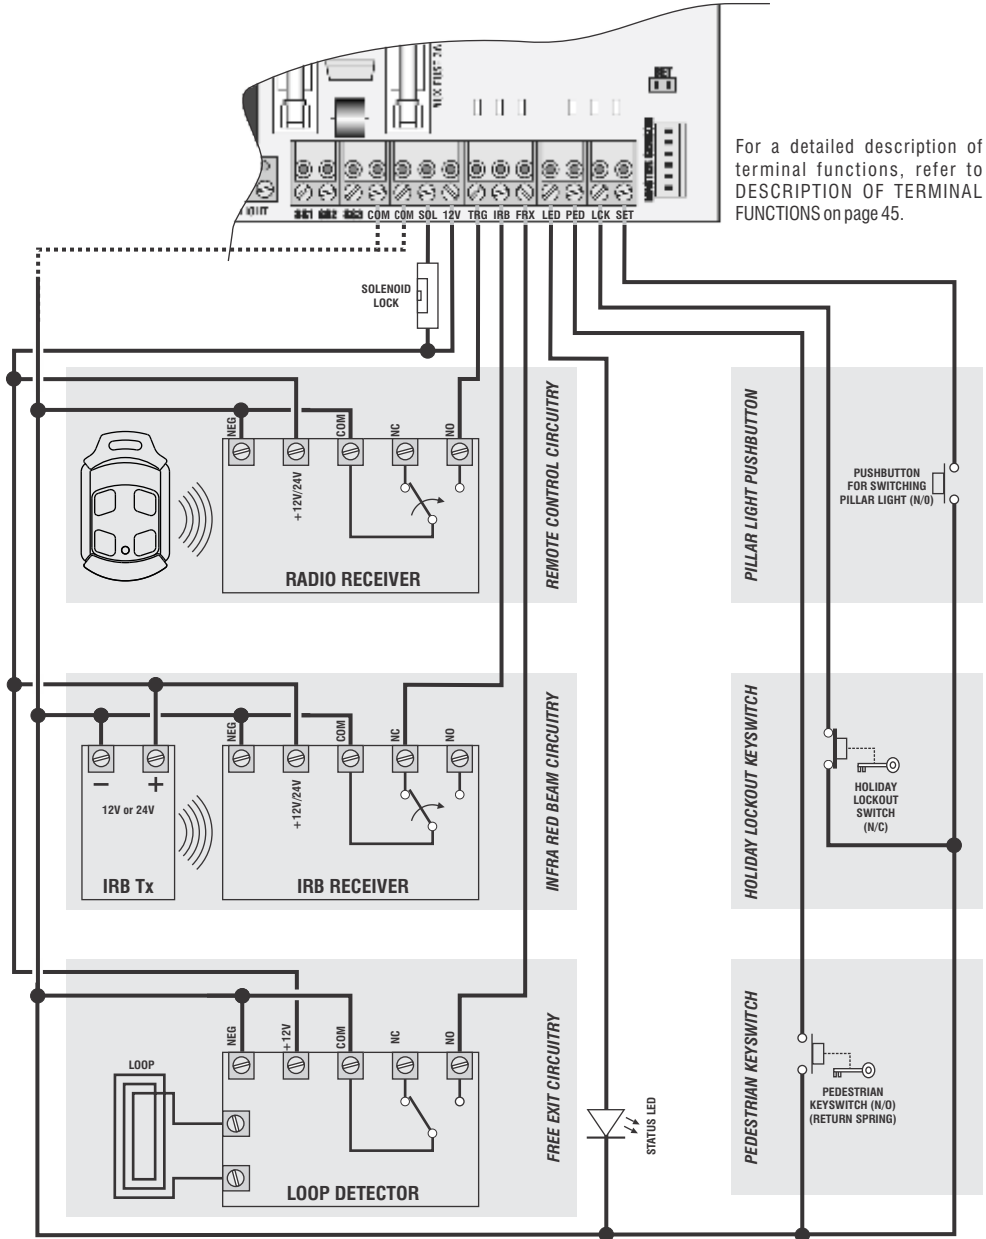 For a detailed description of
terminal functions, refer to
DESCRIPTION OF TERMINAL
FUNCTIONS on page 45.
SET
COM COM SOL 12V TRG IRB FRX LED PED LCK SET
SOLENOID
LOCK
NEG
+12V/24V
COM
NC
NO
RADIO RECEIVER
REMOTE CONTROL CIRCUITRY
PILLAR LIGHT PUSHBUTTON
PUSHBUTTON
FOR SWITCHING
PILLAR LIGHT (N/0)
– +
12V or 24V
IRB Tx
NEG
+12V/24V
COM
NC
NO
IRB RECEIVER
INFRA RED BEAM CIRCUITRY
HOLIDAY LOCKOUT KEYSWITCH
HOLIDAY
LOCKOUT
SWITCH
(N/C)
LOOP
NEG
+12V
COM
NC
NO
LOOP DETECTOR
FREE EXIT CIRCUITRY
STATUS LED
PEDESTRIAN KEYSWITCH
PEDESTRIAN
KEYSWITCH (N/O)
(RETURN SPRING)